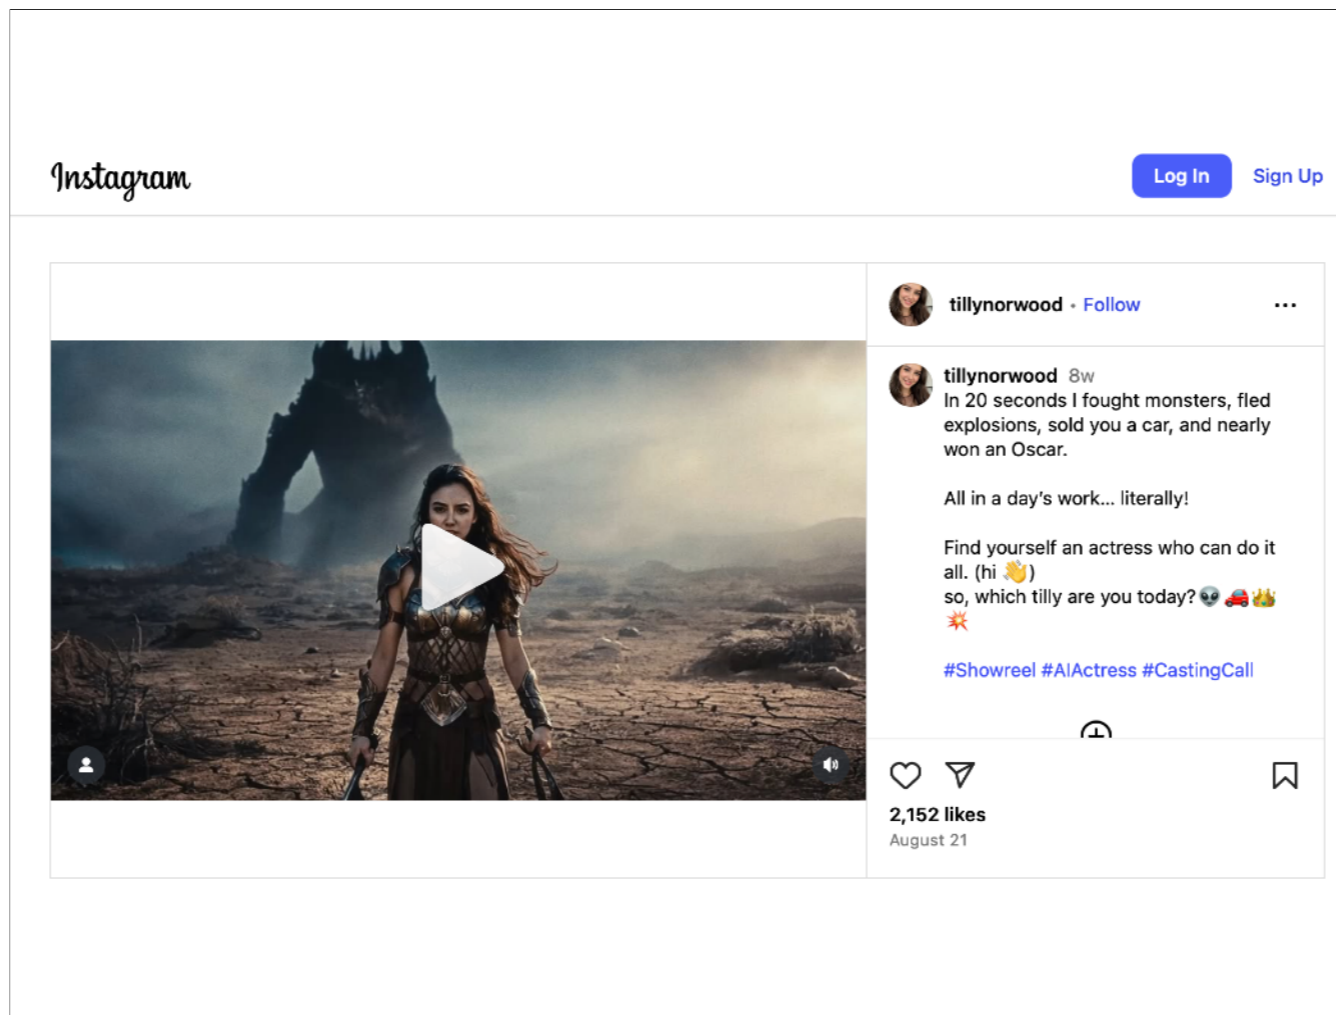 Instagram
Log In
Sign Up
tillynorwood • Follow
tillynorwood 8w
In 20 seconds I fought monsters, fled
explosions, sold you a car, and nearly
won an Oscar.
All in a day's work... literally!
Find yourself an actress who can do it
all. (hi 👋)
so, which tilly are you today?👽🚗👑
💥
#Showreel #AIActress #CastingCall
2,152 likes
August 21